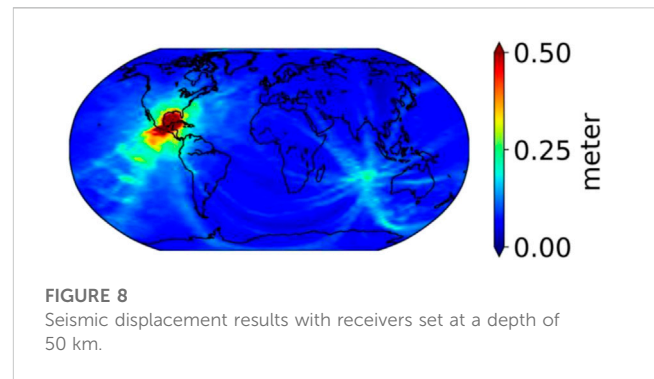 0.50
0.25
0.00
meter
FIGURE 8
Seismic displacement results with receivers set at a depth of
50 km.